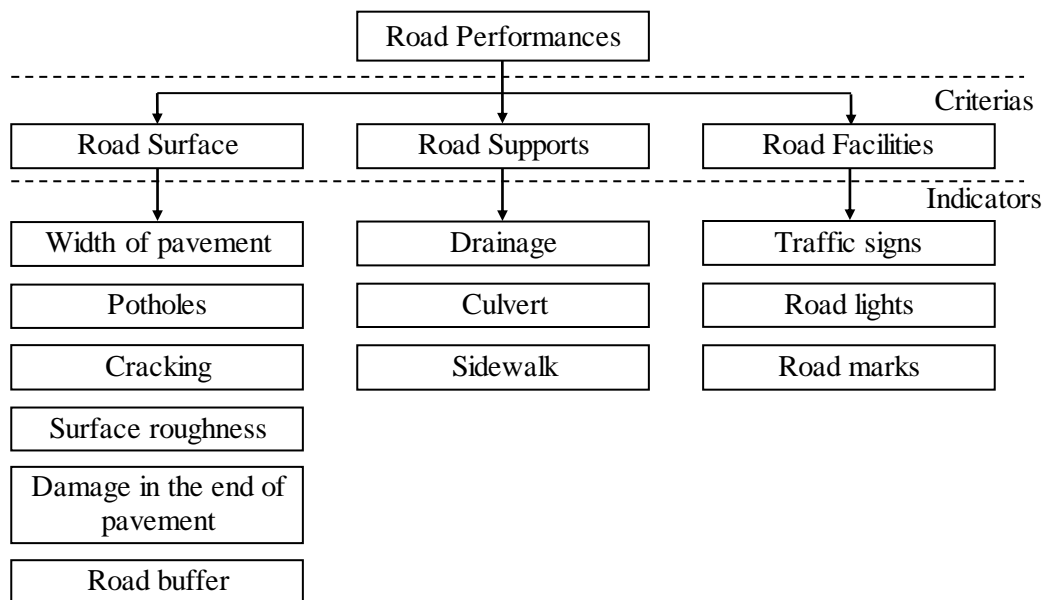 Road Performances
Criterias
Road Surface
Road Supports
Road Facilities
Indicators
Width of pavement
Drainage
Traffic signs
Potholes
Culvert
Road lights
Cracking
Sidewalk
Road marks
Surface roughness
Damage in the end of
pavement
Road buffer